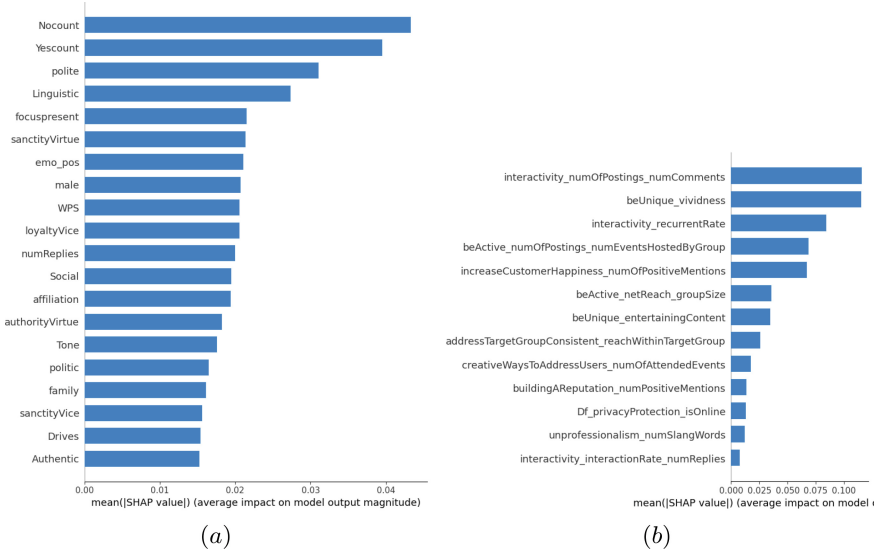 Nocount
Yescount
polite
Linguistic
focuspresent
sanctityVirtue
emo_pos
male
WPS
loyaltyVice
numReplies
Social
affiliation
authorityVirtue
Tone
politic
family
sanctityVice
Drives
Authentic
0.00 0.01 0.02 0.03 0.04
mean(|SHAP value|) (average impact on model output magnitude)
(a)
interactivity_numOfPostings_numComments
beUnique_vividness
interactivity_recurrentRate
beActive_numOfPostings_numEventsHostedByGroup
increaseCustomerHappiness_numOfPositiveMentions
beActive_netReach_groupSize
beUnique_entertainingContent
addressTargetGroupConsistent_reachWithinTargetGroup
creativeWaysToAddressUsers_numOfAttendedEvents
buildingAReputation_numPositiveMentions
Df_privacyProtection_isOnline
unprofessionalism_numSlangWords
interactivity_interactionRate_numReplies
0.000 0.025 0.050 0.075 0.100
mean(|SHAP value|) (average impact on model
(b)